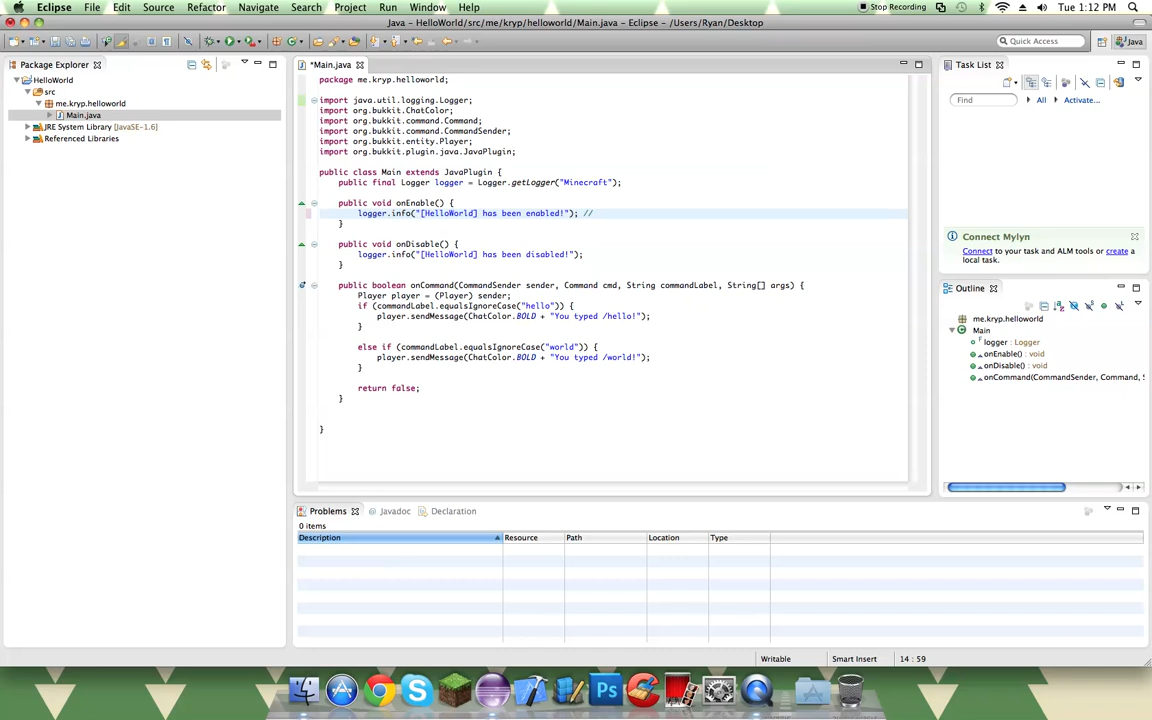 Eclipse File Edit Source Refactor Navigate Search Project Run Window Help Stop Recording Tue 1:12 PM
Java – HelloWorld/src/me/kryp/helloworld/Main.java – Eclipse – /Users/Ryan/Desktop
Quick Access Java
Package Explorer
HelloWorld
src
me.kryp.helloworld
Main.java
JRE System Library [JavaSE-1.6]
Referenced Libraries
*Main.java
package me.kryp.helloworld;
import java.util.logging.Logger;
import org.bukkit.ChatColor;
import org.bukkit.command.Command;
import org.bukkit.command.CommandSender;
import org.bukkit.entity.Player;
import org.bukkit.plugin.java.JavaPlugin;
public class Main extends JavaPlugin {
public final Logger logger = Logger.getLogger("Minecraft");
public void onEnable() {
logger.info("[HelloWorld] has been enabled!"); //
}
public void onDisable() {
logger.info("[HelloWorld] has been disabled!");
}
public boolean onCommand(CommandSender sender, Command cmd, String commandLabel, String[] args) {
Player player = (Player) sender;
if (commandLabel.equalsIgnoreCase("hello")) {
player.sendMessage(ChatColor.BOLD + "You typed /hello!");
}
else if (commandLabel.equalsIgnoreCase("world")) {
player.sendMessage(ChatColor.BOLD + "You typed /world!");
}
return false;
}
}
Task List
Find All Activate...
Connect Mylyn
Connect to your task and ALM tools or create a
local task.
Outline
me.kryp.helloworld
Main
logger : Logger
onEnable() : void
onDisable() : void
onCommand(CommandSender, Command, S
Problems Javadoc Declaration
0 items
Description Resource Path Location Type
Writable Smart Insert 14 : 59
Ps